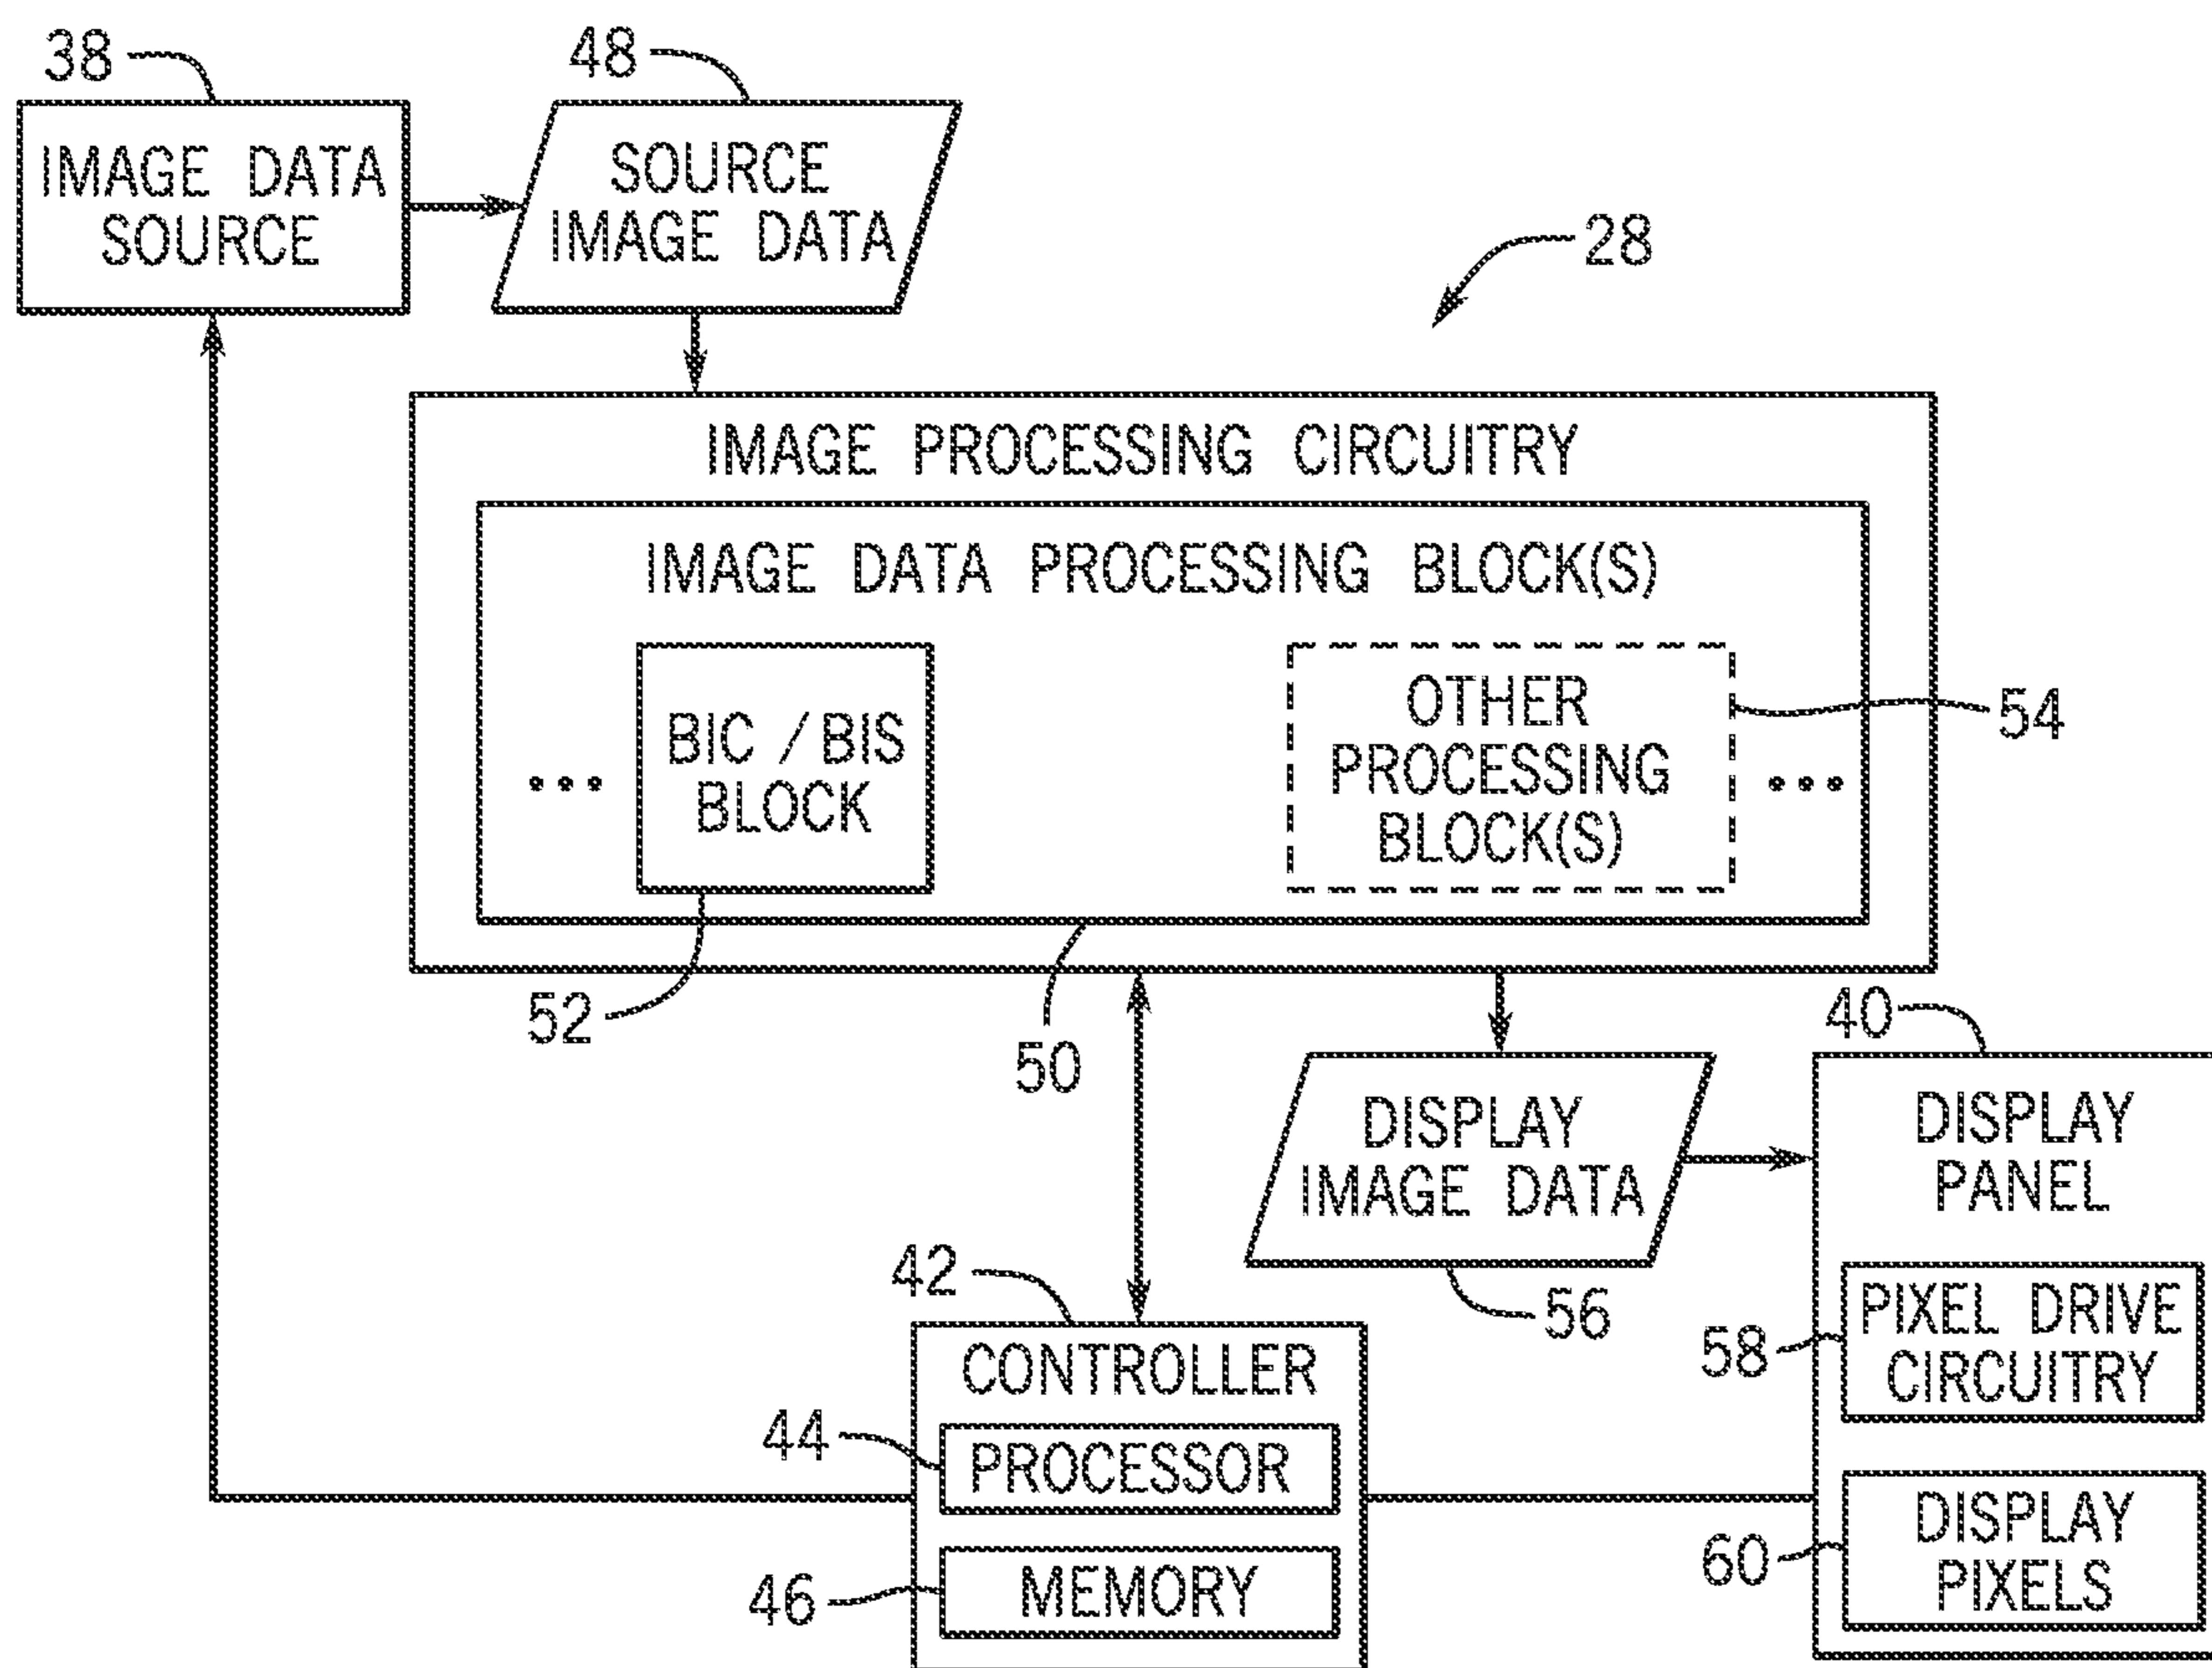 38
48
IMAGE DATA
SOURCE
SOURCE
IMAGE DATA
28
IMAGE PROCESSING CIRCUITRY
IMAGE DATA PROCESSING BLOCK(S)
...
BIC / BIS
BLOCK
OTHER
PROCESSING
BLOCK(S)
...
54
52
50
40
DISPLAY
IMAGE DATA
DISPLAY
PANEL
42
56
58
PIXEL DRIVE
CIRCUITRY
CONTROLLER
44
PROCESSOR
46
MEMORY
60
DISPLAY
PIXELS